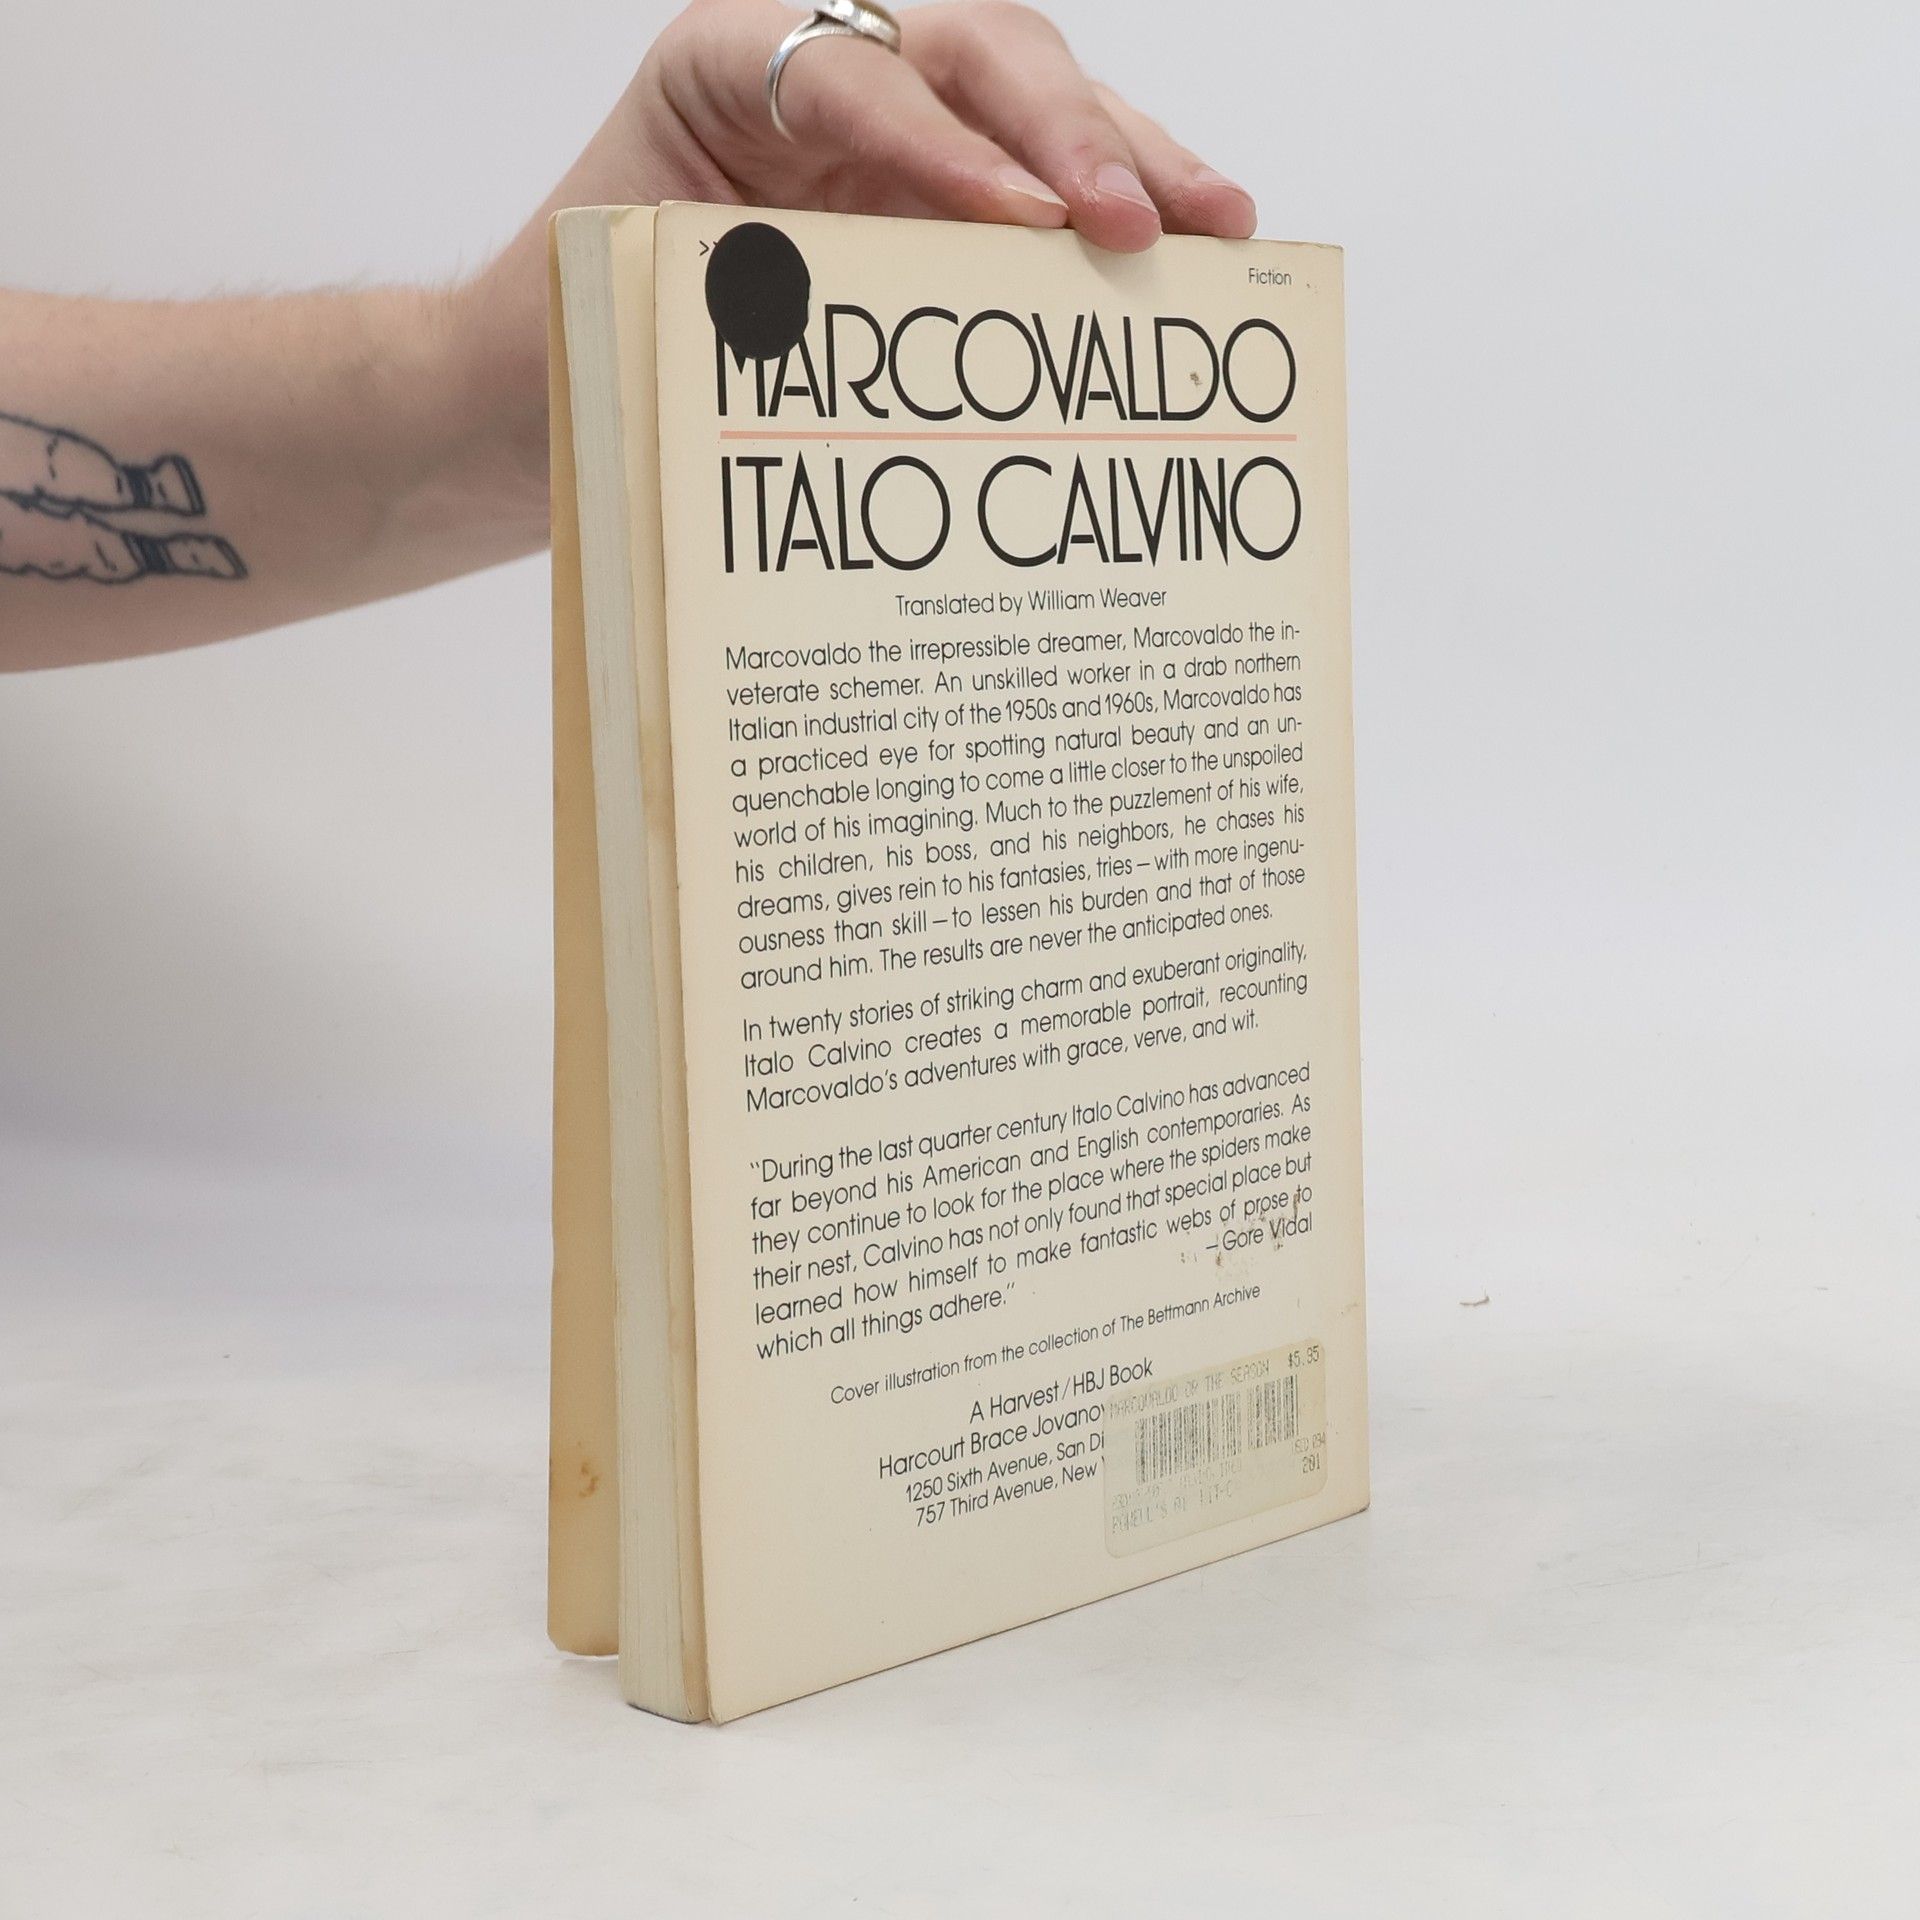 Fiction
MARCOVALDO
ITALO CALVINO
Translated by William Weaver
Marcovaldo the irrepressible dreamer, Marcovaldo the in-
veterate schemer. An unskilled worker in a drab northern
Italian industrial city of the 1950s and 1960s, Marcovaldo has
a practiced eye for spotting natural beauty and an un-
quenchable longing to come a little closer to the unspoiled
world of his imagining. Much to the puzzlement of his wife,
his children, his boss, and his neighbors, he chases his
dreams, gives rein to his fantasies, tries – with more ingenu-
ousness than skill – to lessen his burden and that of those
around him. The results are never the anticipated ones.
In twenty stories of striking charm and exuberant originality,
Italo Calvino creates a memorable portrait, recounting
Marcovaldo's adventures with grace, verve, and wit.
"During the last quarter century Italo Calvino has advanced
far beyond his American and English contemporaries. As
they continue to look for the place where the spiders make
their nest, Calvino has not only found that special place but
learned how himself to make fantastic webs of prose to
which all things adhere."
– Gore Vidal
Cover illustration from the collection of The Bettmann Archive
A Harvest / HBJ Book
Harcourt Brace Jovano
1250 Sixth Avenue, San Di
757 Third Avenue, New
MARCOVALDO OR THE SEASON $5.95
201